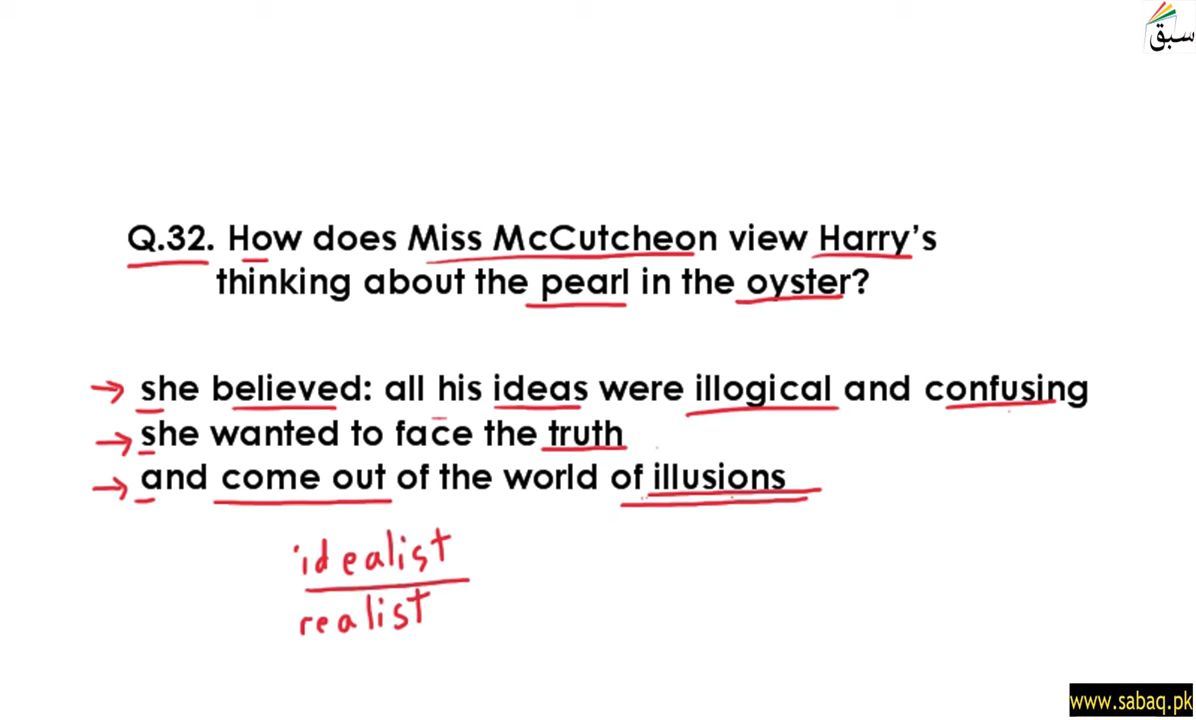 سبق
Q.32. How does Miss McCutcheon view Harry's
thinking about the pearl in the oyster?
→ she believed: all his ideas were illogical and confusing
→ she wanted to face the truth
→ and come out of the world of illusions
idealist
realist
www.sabaq.pk